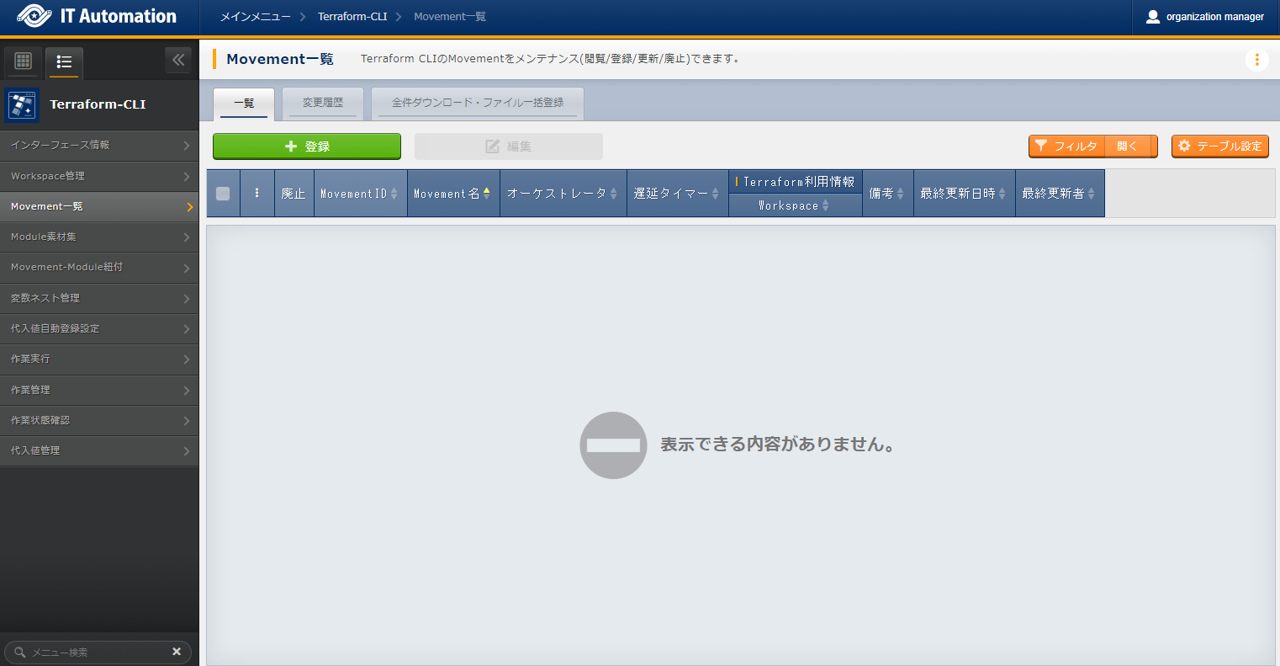 IT Automation
メインメニュー > Terraform-CLI > Movement一覧
organization manager
Terraform-CLI
インターフェース情報
Workspace管理
Movement一覧
Module素材集
Movement-Module紐付
変数ネスト管理
代入値自動登録設定
作業実行
作業管理
作業状態確認
代入値管理
メニュー検索
Movement一覧
Terraform CLIのMovementをメンテナンス(閲覧/登録/更新/廃止)できます。
一覧 変更履歴 全件ダウンロード・ファイル一括登録
登録 編集 フィルタ 開く テーブル設定
廃止 MovementID Movement名 オーケストレータ 遅延タイマー Terraform利用情報 備考 最終更新日時 最終更新者
Workspace
表示できる内容がありません。